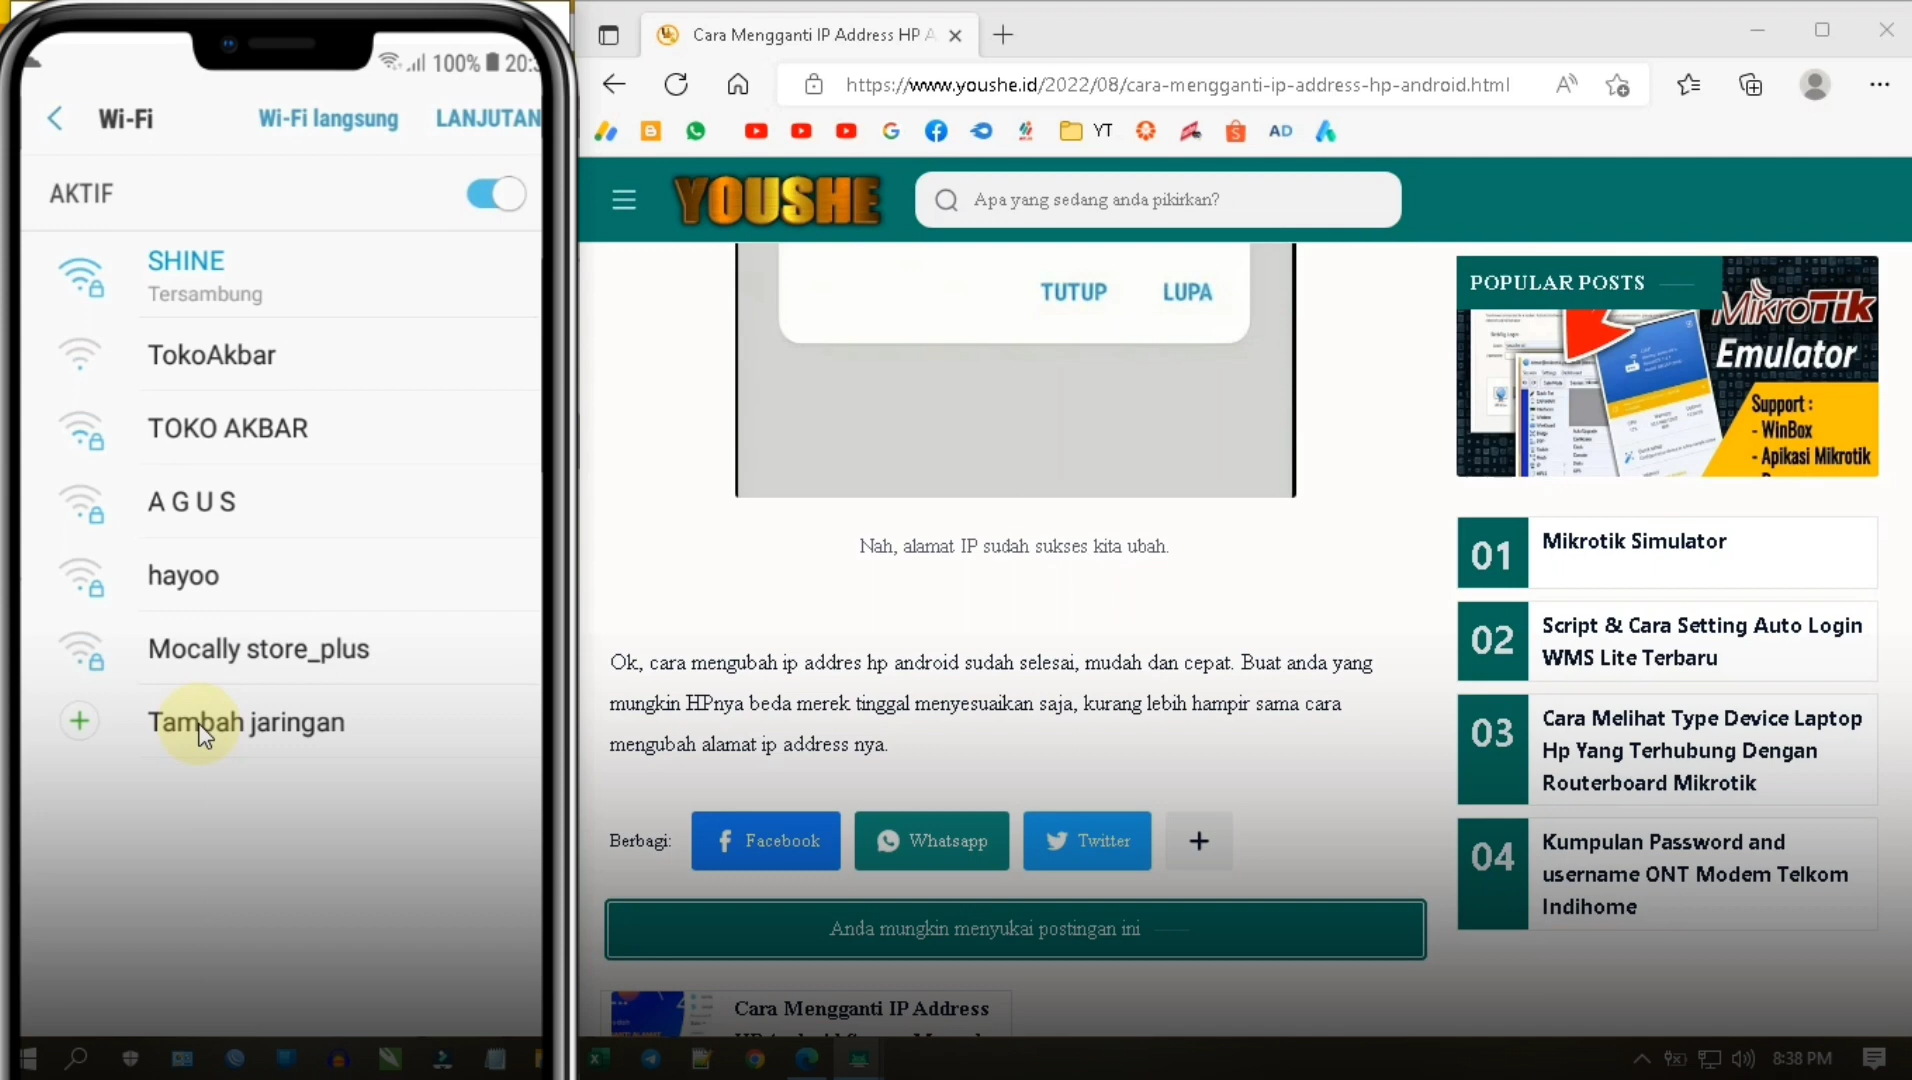 100% 20:3
Wi-Fi
Wi-Fi langsung
LANJUTAN
AKTIF
SHINE
Tersambung
TokoAkbar
TOKO AKBAR
A G U S
hayoo
Mocally store_plus
Tambah jaringan
Cara Mengganti IP Address HP A
https://www.youshe.id/2022/08/cara-mengganti-ip-address-hp-android.html
YT
AD
YOUSHE
Apa yang sedang anda pikirkan?
TUTUP LUPA
Nah, alamat IP sudah sukses kita ubah.
Ok, cara mengubah ip addres hp android sudah selesai, mudah dan cepat. Buat anda yang
mungkin HPnya beda merek tinggal menyesuaikan saja, kurang lebih hampir sama cara
mengubah alamat ip address nya.
Berbagi:
Facebook
Whatsapp
Twitter
Anda mungkin menyukai postingan ini
Cara Mengganti IP Address
POPULAR POSTS
MikroTik
Emulator
Support :
- WinBox
- Apikasi Mikrotik
01
Mikrotik Simulator
02
Script & Cara Setting Auto Login
WMS Lite Terbaru
03
Cara Melihat Type Device Laptop
Hp Yang Terhubung Dengan
Routerboard Mikrotik
04
Kumpulan Password and
username ONT Modem Telkom
Indihome
8:38 PM